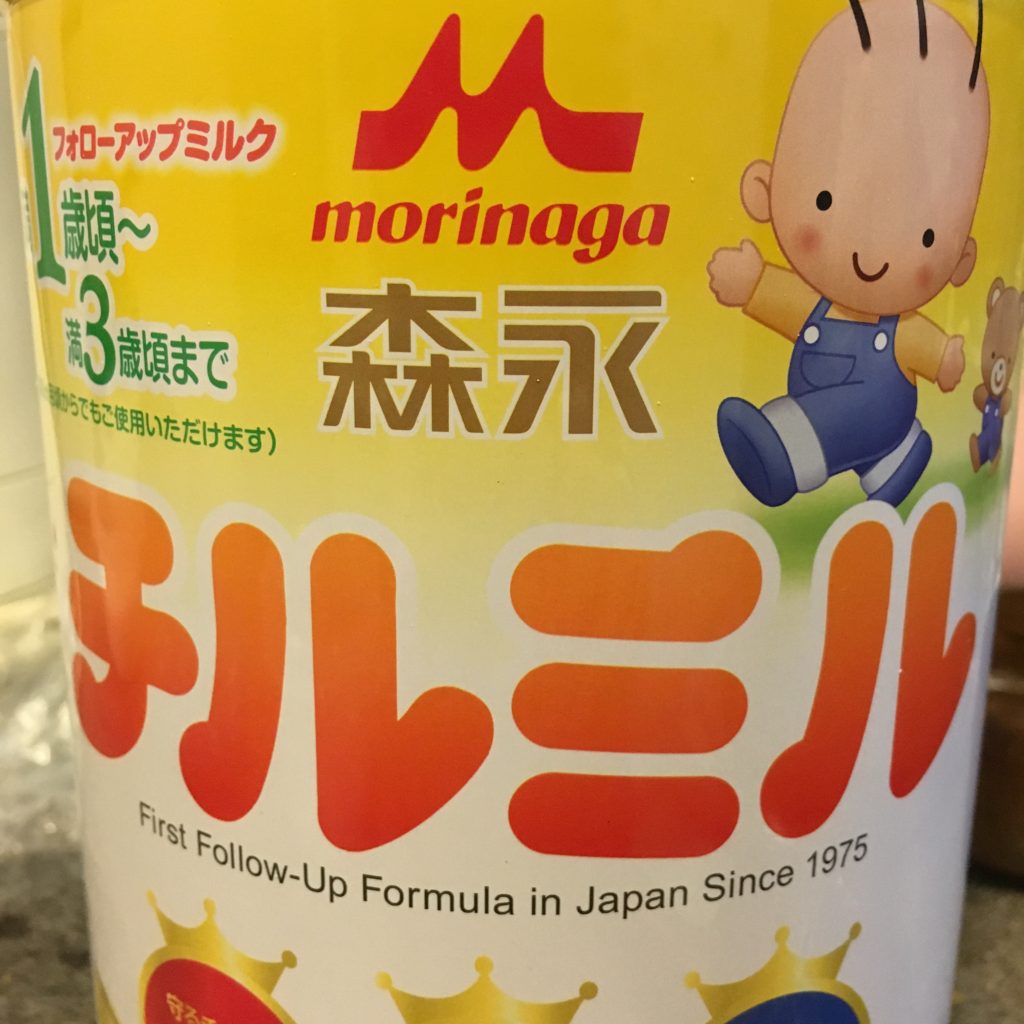 フォローアップミルク
1歳頃～
満3歳頃まで
からでもご使用いただけます)
morinaga
森永
チルミル
First Follow-Up Formula in Japan Since 1975
守る